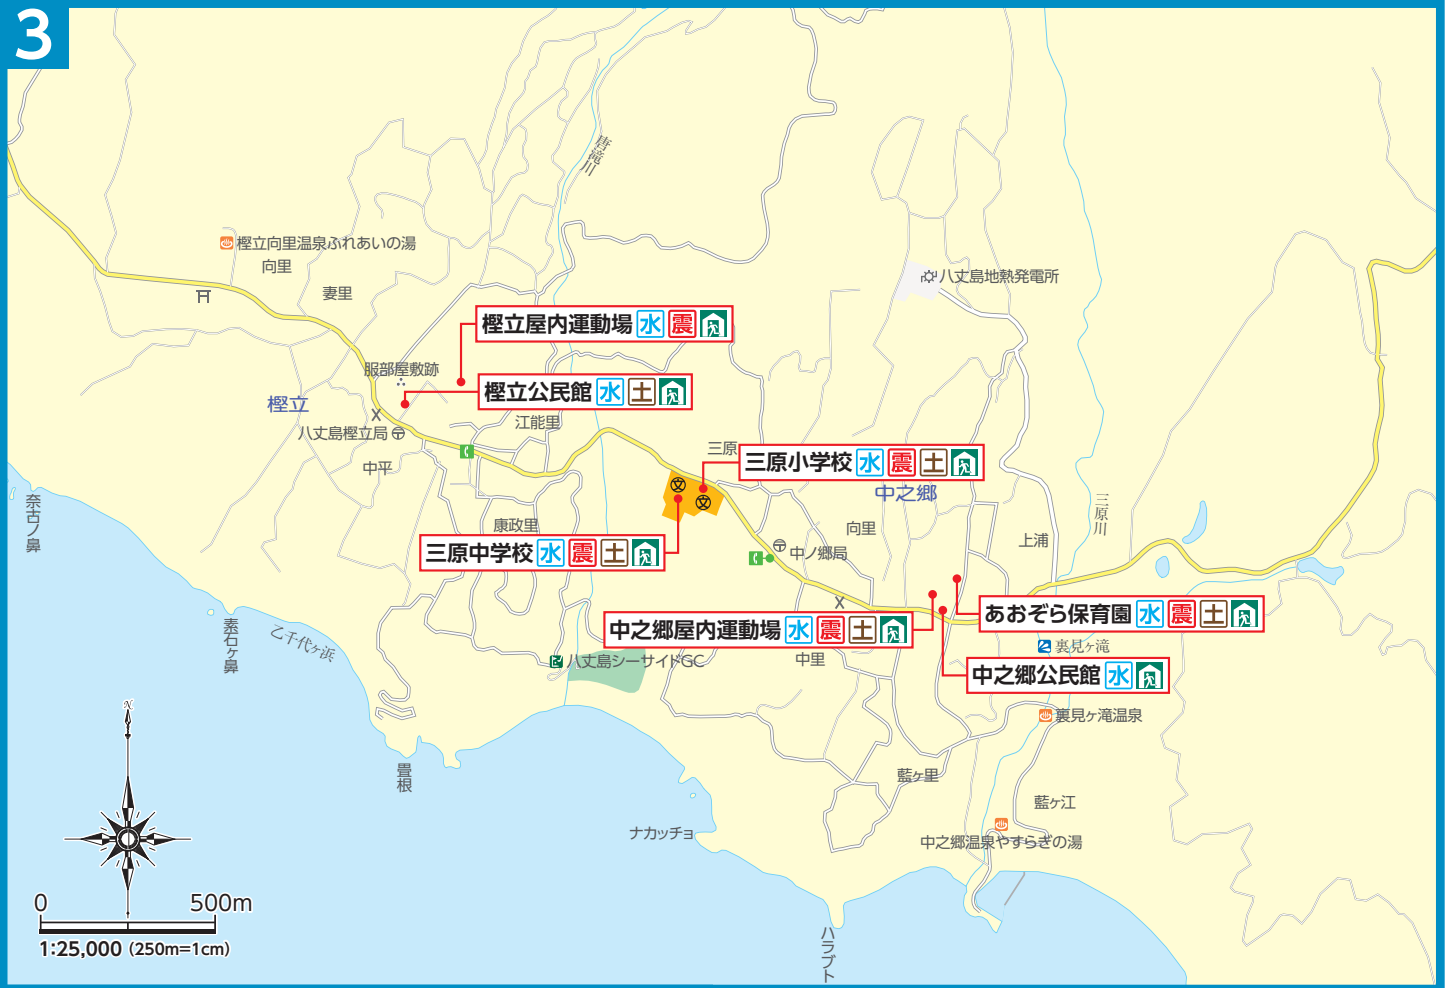 3
唐滝川
樫立向里温泉ふれあいの湯
向里
妻里
八丈島地熱発電所
樫立屋内運動場 水 震
服部屋敷跡
樫立公民館 水 土
樫立
江能里
八丈島樫立局
中平
三原
三原小学校 水 震 土
中之郷
奈古ノ鼻
康政里
三原川
向里
上浦
三原中学校 水 震 土
中ノ郷局
文
文
あおぞら保育園 水 震 土
中之郷屋内運動場 水 震 土
素石ヶ鼻
乙千代ヶ浜
八丈島シーサイドGC
中里
裏見ヶ滝
中之郷公民館 水
裏見ヶ滝温泉
N
畳根
藍ヶ里
藍ヶ江
ナカッチョ
中之郷温泉やすらぎの湯
0 500m
1:25,000 (250m=1cm)
ハラブト